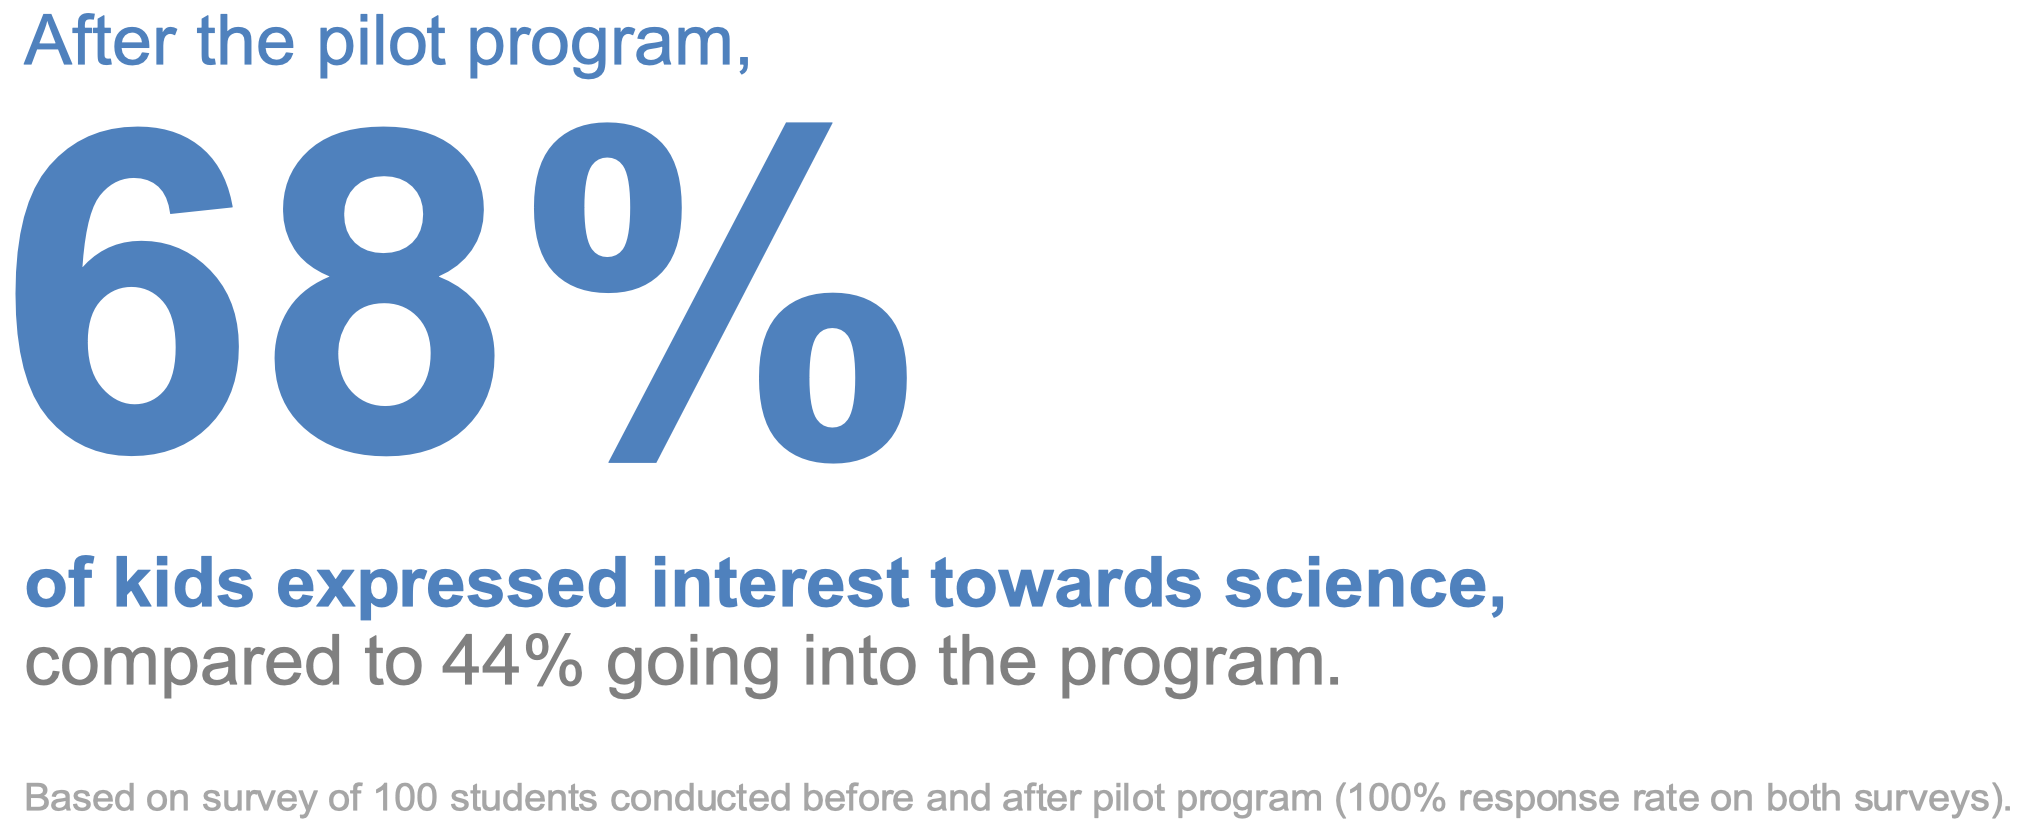 After the pilot program,
68%
of kids expressed interest towards science,
compared to 44% going into the program.
Based on survey of 100 students conducted before and after pilot program (100% response rate on both surveys).